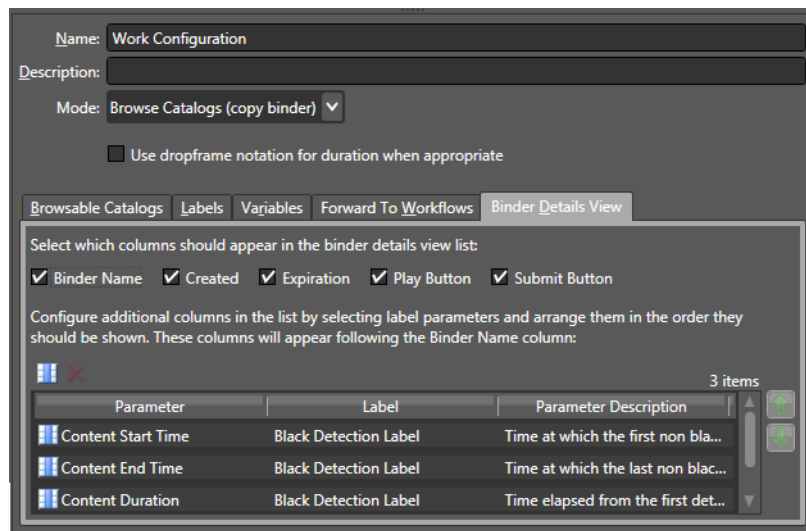 Name: Work Configuration
Description:
Mode: Browse Catalogs (copy binder)
Use dropframe notation for duration when appropriate
Browsable Catalogs Labels Variables Forward To Workflows Binder Details View
Select which columns should appear in the binder details view list:
Binder Name Created Expiration Play Button Submit Button
Configure additional columns in the list by selecting label parameters and arrange them in the order they
should be shown. These columns will appear following the Binder Name column:
3 items
Parameter Label Parameter Description
Content Start Time Black Detection Label Time at which the first non bla...
Content End Time Black Detection Label Time at which the last non blac...
Content Duration Black Detection Label Time elapsed from the first det...